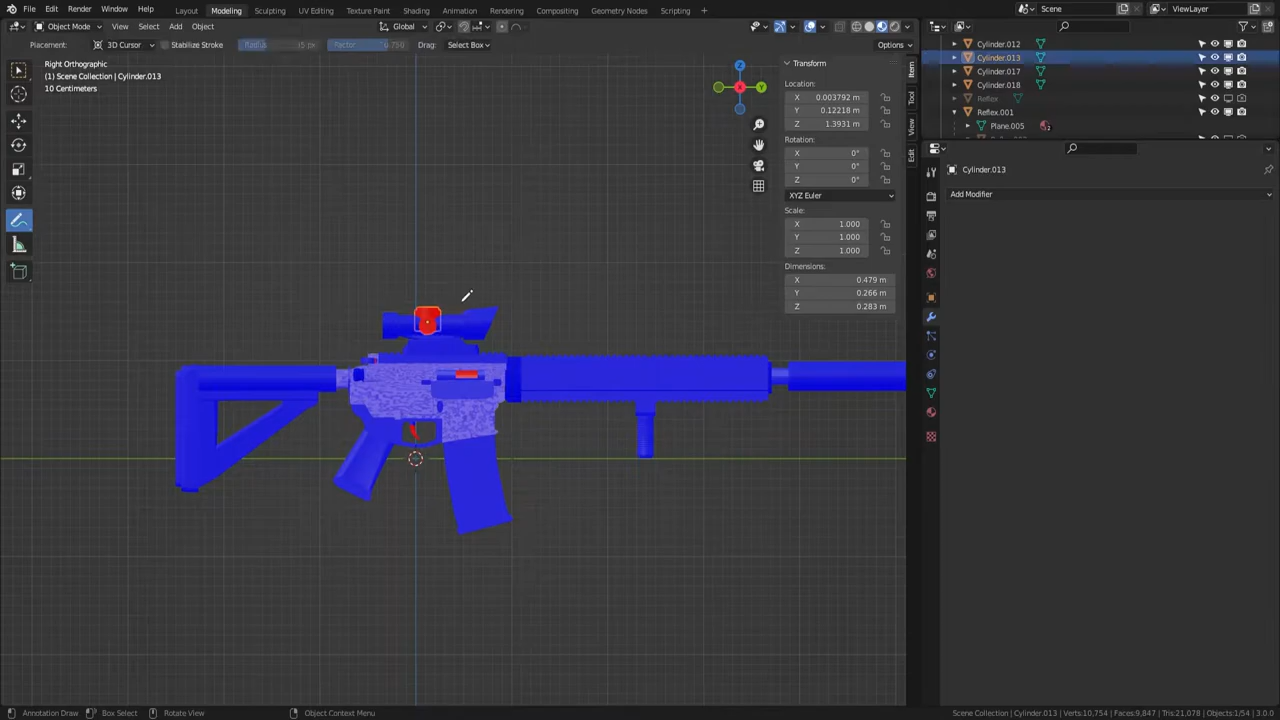 File Edit Render Window Help Layout Modeling Sculpting UV Editing Texture Paint Shading Animation Rendering Compositing Geometry Nodes Scripting + Scene ViewLayer
Object Mode View Select Add Object Global
Placement: 3D Cursor Stabilize Stroke Radius Factor 0.750 Drag: Select Box Options
Right Orthographic
(1) Scene Collection | Cylinder.013
10 Centimeters
Z
Y
X
Transform
Location:
X 0.003792 m
Y 0.12218 m
Z 1.3931 m
Rotation:
X 0°
Y 0°
Z 0°
XYZ Euler
Scale:
X 1.000
Y 1.000
Z 1.000
Dimensions:
X 0.479 m
Y 0.266 m
Z 0.283 m
Item
Tool
View
Edit
Cylinder.012
Cylinder.013
Cylinder.017
Cylinder.018
Reflex
Reflex.001
Plane.005
Cylinder.013
Add Modifier
Annotation Draw Box Select Rotate View Object Context Menu
Scene Collection | Cylinder.013 | Verts:10,754 | Faces:9,847 | Tris:21,078 | Objects:1/54 | 3.0.0